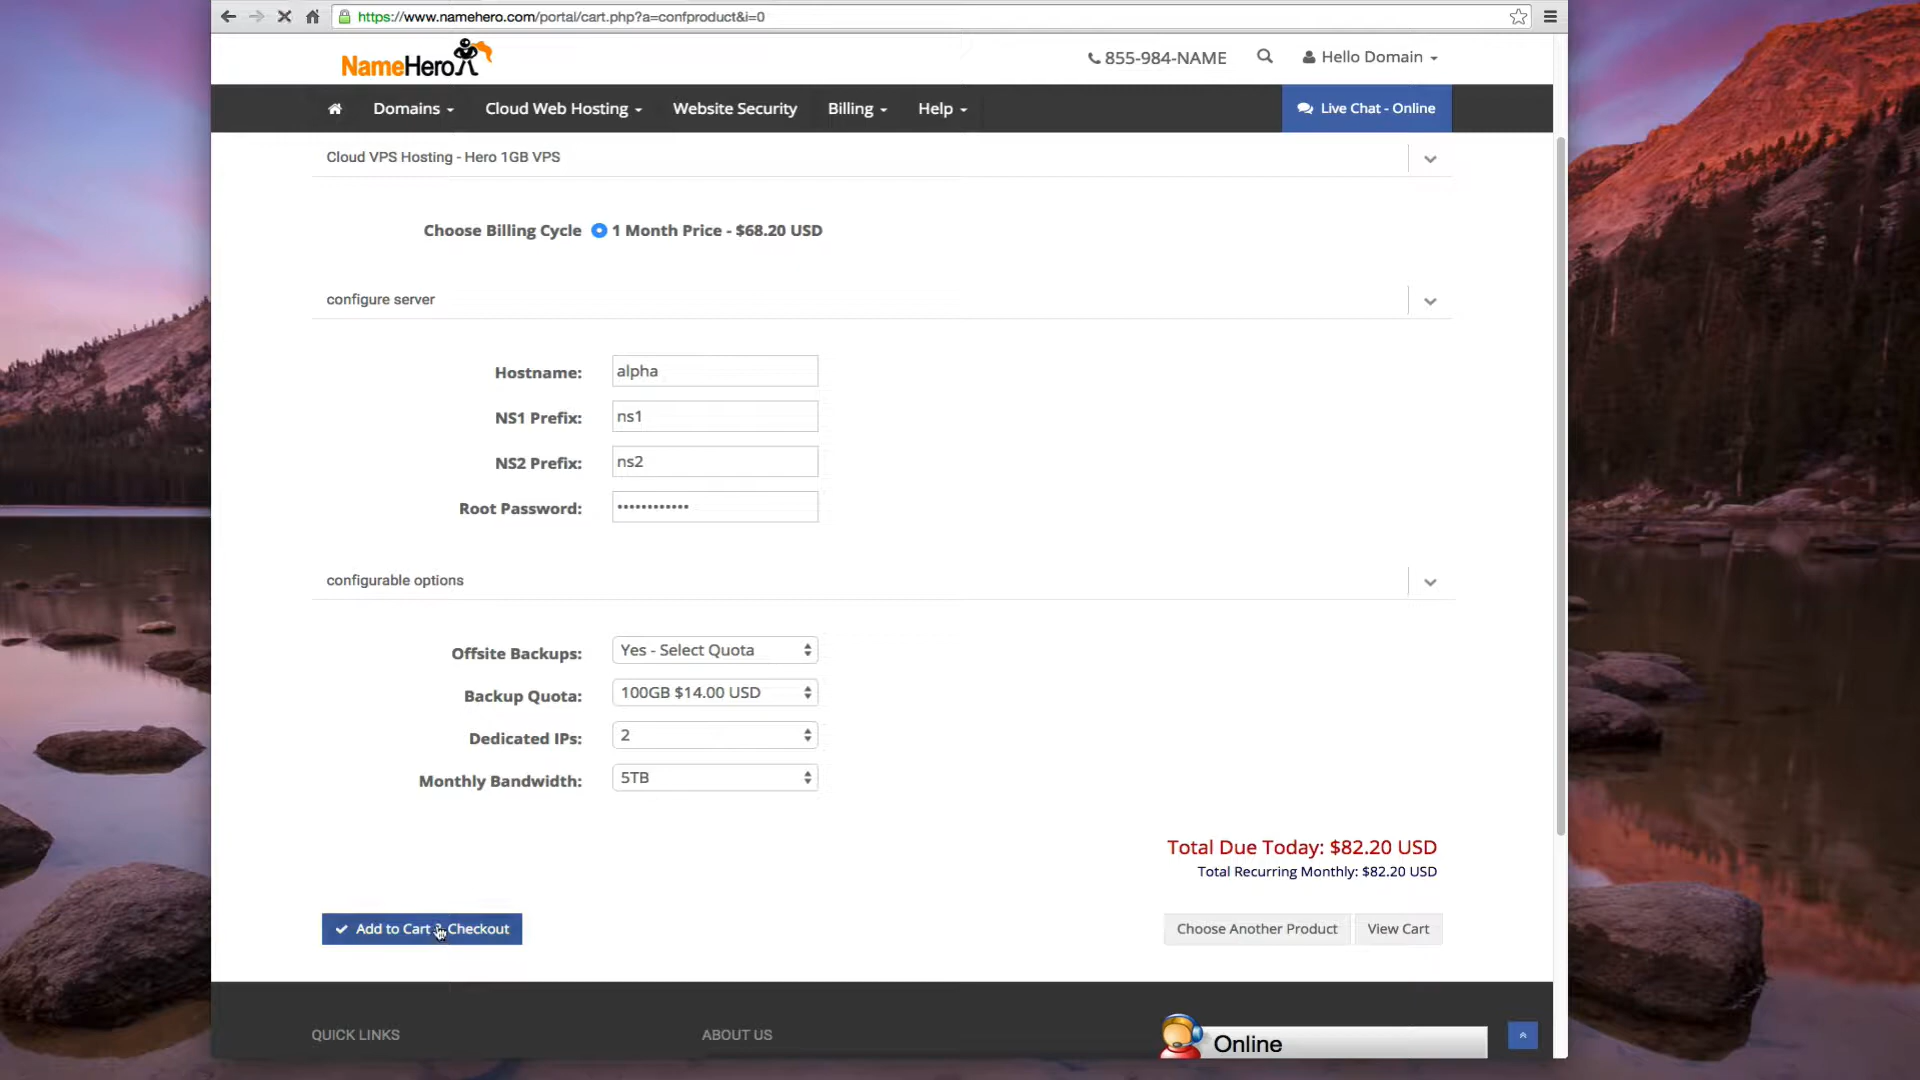 https://www.namehero.com/portal/cart.php?a=confproduct&i=0
NameHero
855-984-NAME
Hello Domain
Domains
Cloud Web Hosting
Website Security
Billing
Help
Live Chat - Online
Cloud VPS Hosting - Hero 1GB VPS
Choose Billing Cycle 1 Month Price - $68.20 USD
configure server
Hostname: alpha
NS1 Prefix: ns1
NS2 Prefix: ns2
Root Password: ••••••••••••
configurable options
Offsite Backups: Yes - Select Quota
Backup Quota: 100GB $14.00 USD
Dedicated IPs: 2
Monthly Bandwidth: 5TB
Total Due Today: $82.20 USD
Total Recurring Monthly: $82.20 USD
Add to Cart Checkout
Choose Another Product
View Cart
QUICK LINKS
ABOUT US
Online